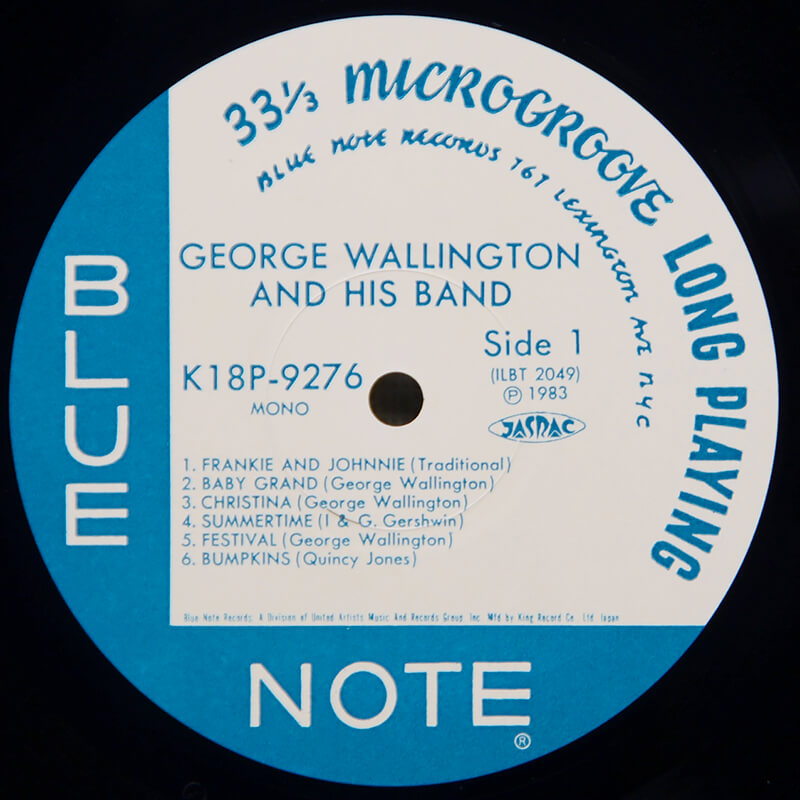 33⅓ MICROGROOVE LONG PLAYING
BLUE NOTE RECORDS 767 LEXINGTON AVE NYC
GEORGE WALLINGTON
AND HIS BAND
Side 1
K18P-9276
(ILBT 2049)
MONO
℗ 1983
JASRAC
1. FRANKIE AND JOHNNIE (Traditional)
2. BABY GRAND (George Wallington)
3. CHRISTINA (George Wallington)
4. SUMMERTIME (I & G. Gershwin)
5. FESTIVAL (George Wallington)
6. BUMPKINS (Quincy Jones)
Blue Note Records: A Division of United Artists Music And Records Group, Inc. Mfd by King Record Co., Ltd. Japan
BLUE
NOTE
®